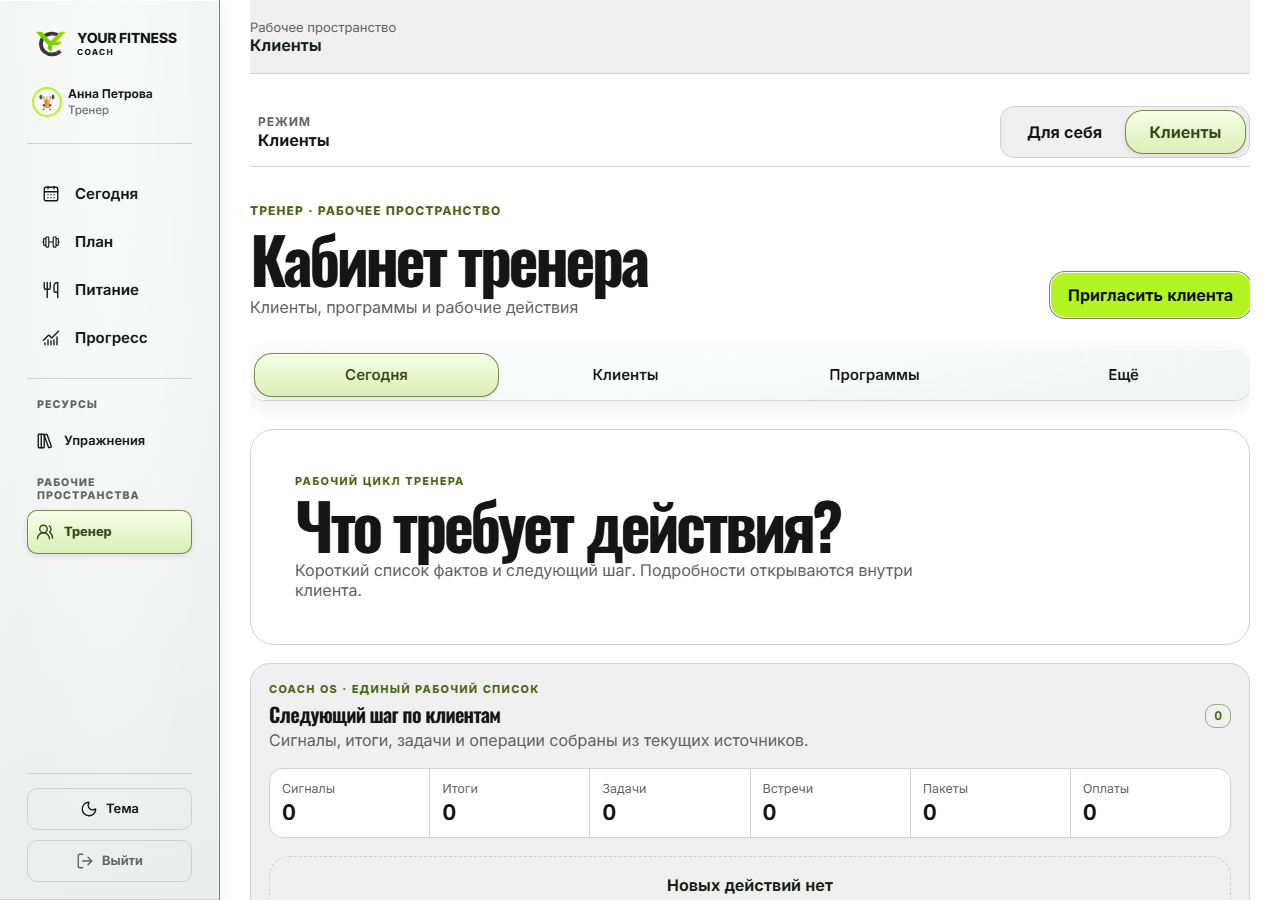 YOUR FITNESS
COACH
Анна Петрова
Тренер
Сегодня
План
Питание
Прогресс
РЕСУРСЫ
Упражнения
РАБОЧИЕ
ПРОСТРАНСТВА
Тренер
Тема
Выйти
Рабочее пространство
Клиенты
РЕЖИМ
Клиенты
Для себя
Клиенты
ТРЕНЕР · РАБОЧЕЕ ПРОСТРАНСТВО
Кабинет тренера
Клиенты, программы и рабочие действия
Пригласить клиента
Сегодня
Клиенты
Программы
Ещё
РАБОЧИЙ ЦИКЛ ТРЕНЕРА
Что требует действия?
Короткий список фактов и следующий шаг. Подробности открываются внутри
клиента.
COACH OS · ЕДИНЫЙ РАБОЧИЙ СПИСОК
Следующий шаг по клиентам
0
Сигналы, итоги, задачи и операции собраны из текущих источников.
Сигналы
0
Итоги
0
Задачи
0
Встречи
0
Пакеты
0
Оплаты
0
Новых действий нет